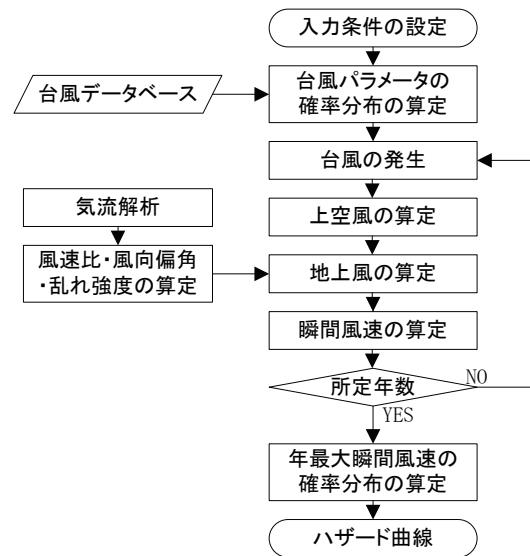 入力条件の設定
台風データベース
台風パラメータの
確率分布の算定
台風の発生
気流解析
上空風の算定
風速比・風向偏角
・乱れ強度の算定
地上風の算定
瞬間風速の算定
所定年数
NO
YES
年最大瞬間風速の
確率分布の算定
ハザード曲線